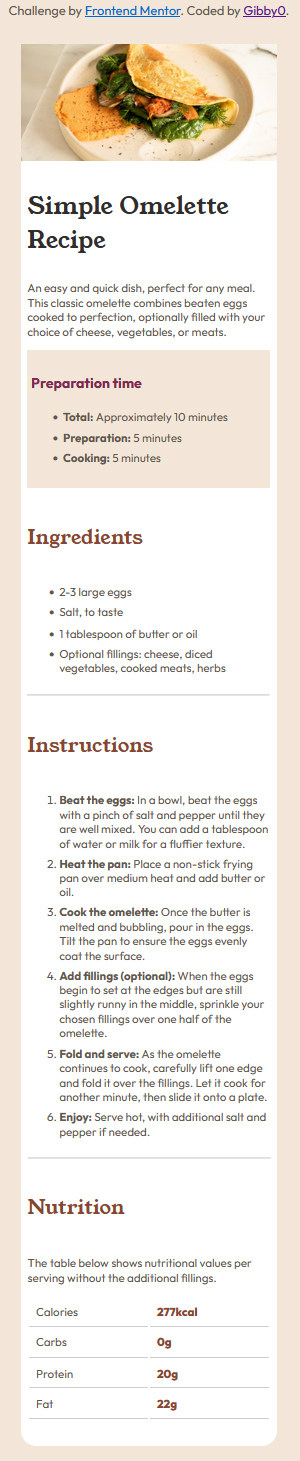 Challenge by Frontend Mentor. Coded by Gibby0.
Simple Omelette
Recipe
An easy and quick dish, perfect for any meal.
This classic omelette combines beaten eggs
cooked to perfection, optionally filled with your
choice of cheese, vegetables, or meats.
Preparation time
• Total: Approximately 10 minutes
• Preparation: 5 minutes
• Cooking: 5 minutes
Ingredients
• 2-3 large eggs
• Salt, to taste
• 1 tablespoon of butter or oil
• Optional fillings: cheese, diced
vegetables, cooked meats, herbs
Instructions
1. Beat the eggs: In a bowl, beat the eggs
with a pinch of salt and pepper until they
are well mixed. You can add a tablespoon
of water or milk for a fluffier texture.
2. Heat the pan: Place a non-stick frying
pan over medium heat and add butter or
oil.
3. Cook the omelette: Once the butter is
melted and bubbling, pour in the eggs.
Tilt the pan to ensure the eggs evenly
coat the surface.
4. Add fillings (optional): When the eggs
begin to set at the edges but are still
slightly runny in the middle, sprinkle your
chosen fillings over one half of the
omelette.
5. Fold and serve: As the omelette
continues to cook, carefully lift one edge
and fold it over the fillings. Let it cook for
another minute, then slide it onto a plate.
6. Enjoy: Serve hot, with additional salt and
pepper if needed.
Nutrition
The table below shows nutritional values per
serving without the additional fillings.
Calories 277kcal
Carbs 0g
Protein 20g
Fat 22g